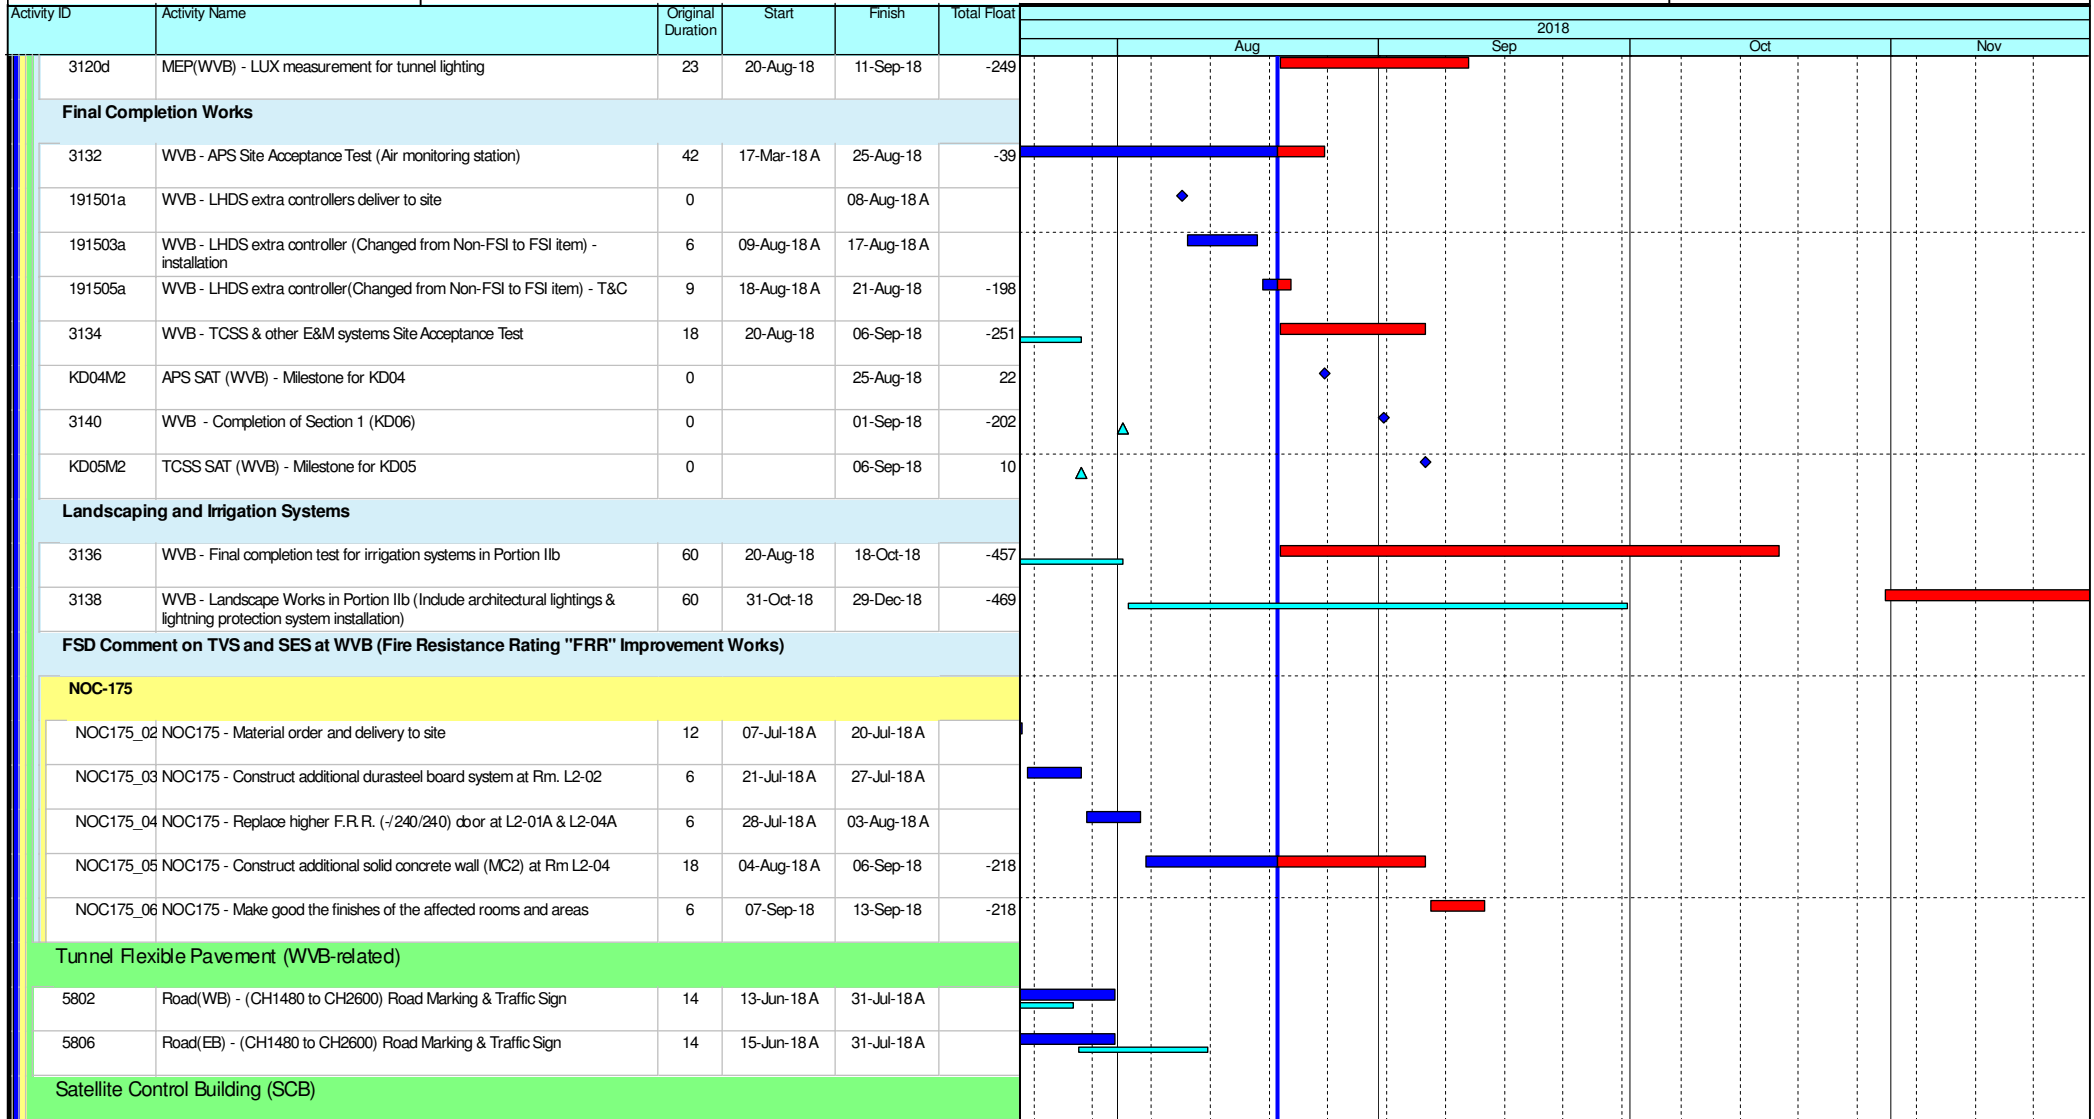 Activity ID Activity Name Original Duration Start Finish Total Float
2018
Aug Sep Oct Nov
3120d MEP(WVB) - LUX measurement for tunnel lighting 23 20-Aug-18 11-Sep-18 -249
Final Completion Works
3132 WVB - APS Site Acceptance Test (Air monitoring station) 42 17-Mar-18 A 25-Aug-18 -39
191501a WVB - LHDS extra controllers deliver to site 0 08-Aug-18 A
191503a WVB - LHDS extra controller (Changed from Non-FSI to FSI item) - 6 09-Aug-18 A 17-Aug-18 A
installation
191505a WVB - LHDS extra controller(Changed from Non-FSI to FSI item) - T&C 9 18-Aug-18 A 21-Aug-18 -198
3134 WVB - TCSS & other E&M systems Site Acceptance Test 18 20-Aug-18 06-Sep-18 -251
KD04M2 APS SAT (WVB) - Milestone for KD04 0 25-Aug-18 22
3140 WVB - Completion of Section 1 (KD06) 0 01-Sep-18 -202
KD05M2 TCSS SAT (WVB) - Milestone for KD05 0 06-Sep-18 10
Landscaping and Irrigation Systems
3136 WVB - Final completion test for irrigation systems in Portion IIb 60 20-Aug-18 18-Oct-18 -457
3138 WVB - Landscape Works in Portion IIb (Include architectural lightings & 60 31-Oct-18 29-Dec-18 -469
lightning protection system installation)
FSD Comment on TVS and SES at WVB (Fire Resistance Rating "FRR" Improvement Works)
NOC-175
NOC175_02 NOC175 - Material order and delivery to site 12 07-Jul-18 A 20-Jul-18 A
NOC175_03 NOC175 - Construct additional durasteel board system at Rm. L2-02 6 21-Jul-18 A 27-Jul-18 A
NOC175_04 NOC175 - Replace higher F.R.R. (-/240/240) door at L2-01A & L2-04A 6 28-Jul-18 A 03-Aug-18 A
NOC175_05 NOC175 - Construct additional solid concrete wall (MC2) at Rm L2-04 18 04-Aug-18 A 06-Sep-18 -218
NOC175_06 NOC175 - Make good the finishes of the affected rooms and areas 6 07-Sep-18 13-Sep-18 -218
Tunnel Flexible Pavement (WVB-related)
5802 Road(WB) - (CH1480 to CH2600) Road Marking & Traffic Sign 14 13-Jun-18 A 31-Jul-18 A
5806 Road(EB) - (CH1480 to CH2600) Road Marking & Traffic Sign 14 15-Jun-18 A 31-Jul-18 A
Satellite Control Building (SCB)